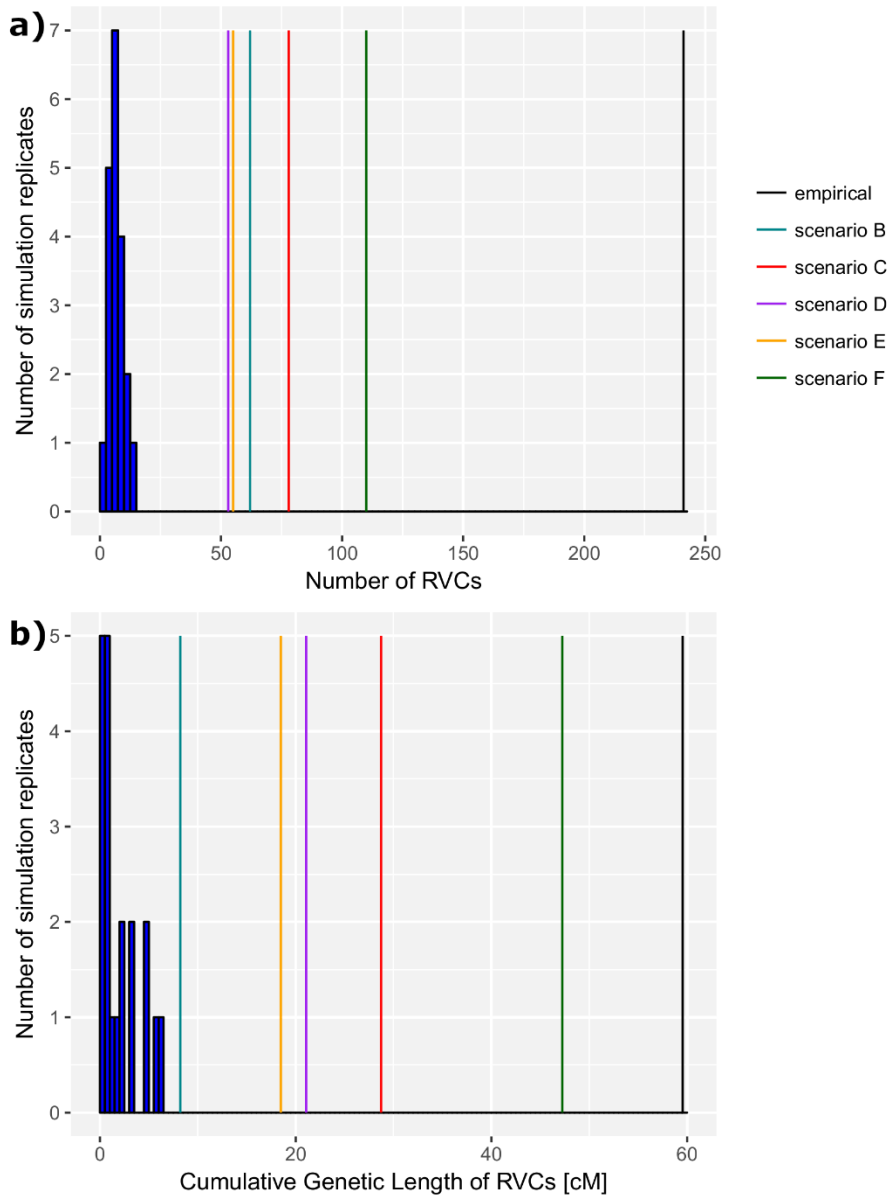 a)
Number of simulation replicates
7
6
5
4
3
2
1
0
0 50 100 150 200 250
Number of RVCs
empirical
scenario B
scenario C
scenario D
scenario E
scenario F
b)
Number of simulation replicates
5
4
3
2
1
0
0 20 40 60
Cumulative Genetic Length of RVCs [cM]